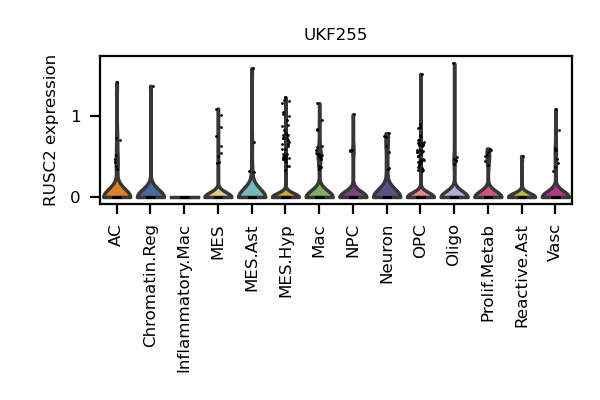 UKF255
RUSC2 expression
1
0
AC
Chromatin.Reg
Inflammatory.Mac
MES
MES.Ast
MES.Hyp
Mac
NPC
Neuron
OPC
Oligo
Prolif.Metab
Reactive.Ast
Vasc